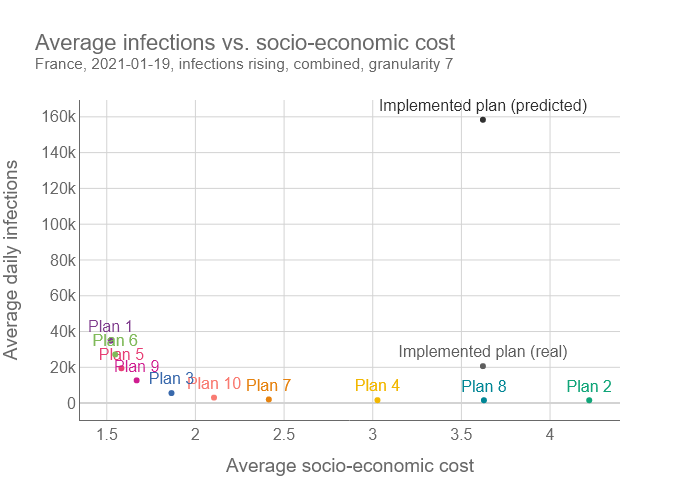 Average infections vs. socio-economic cost
France, 2021-01-19, infections rising, combined, granularity 7
Average daily infections
160k
140k
120k
100k
80k
60k
40k
20k
0
Implemented plan (predicted)
Plan 1
Plan 6
Plan 5
Plan 9
Plan 3
Plan 10
Plan 7
Plan 4
Implemented plan (real)
Plan 8
Plan 2
1.5
2
2.5
3
3.5
4
Average socio-economic cost